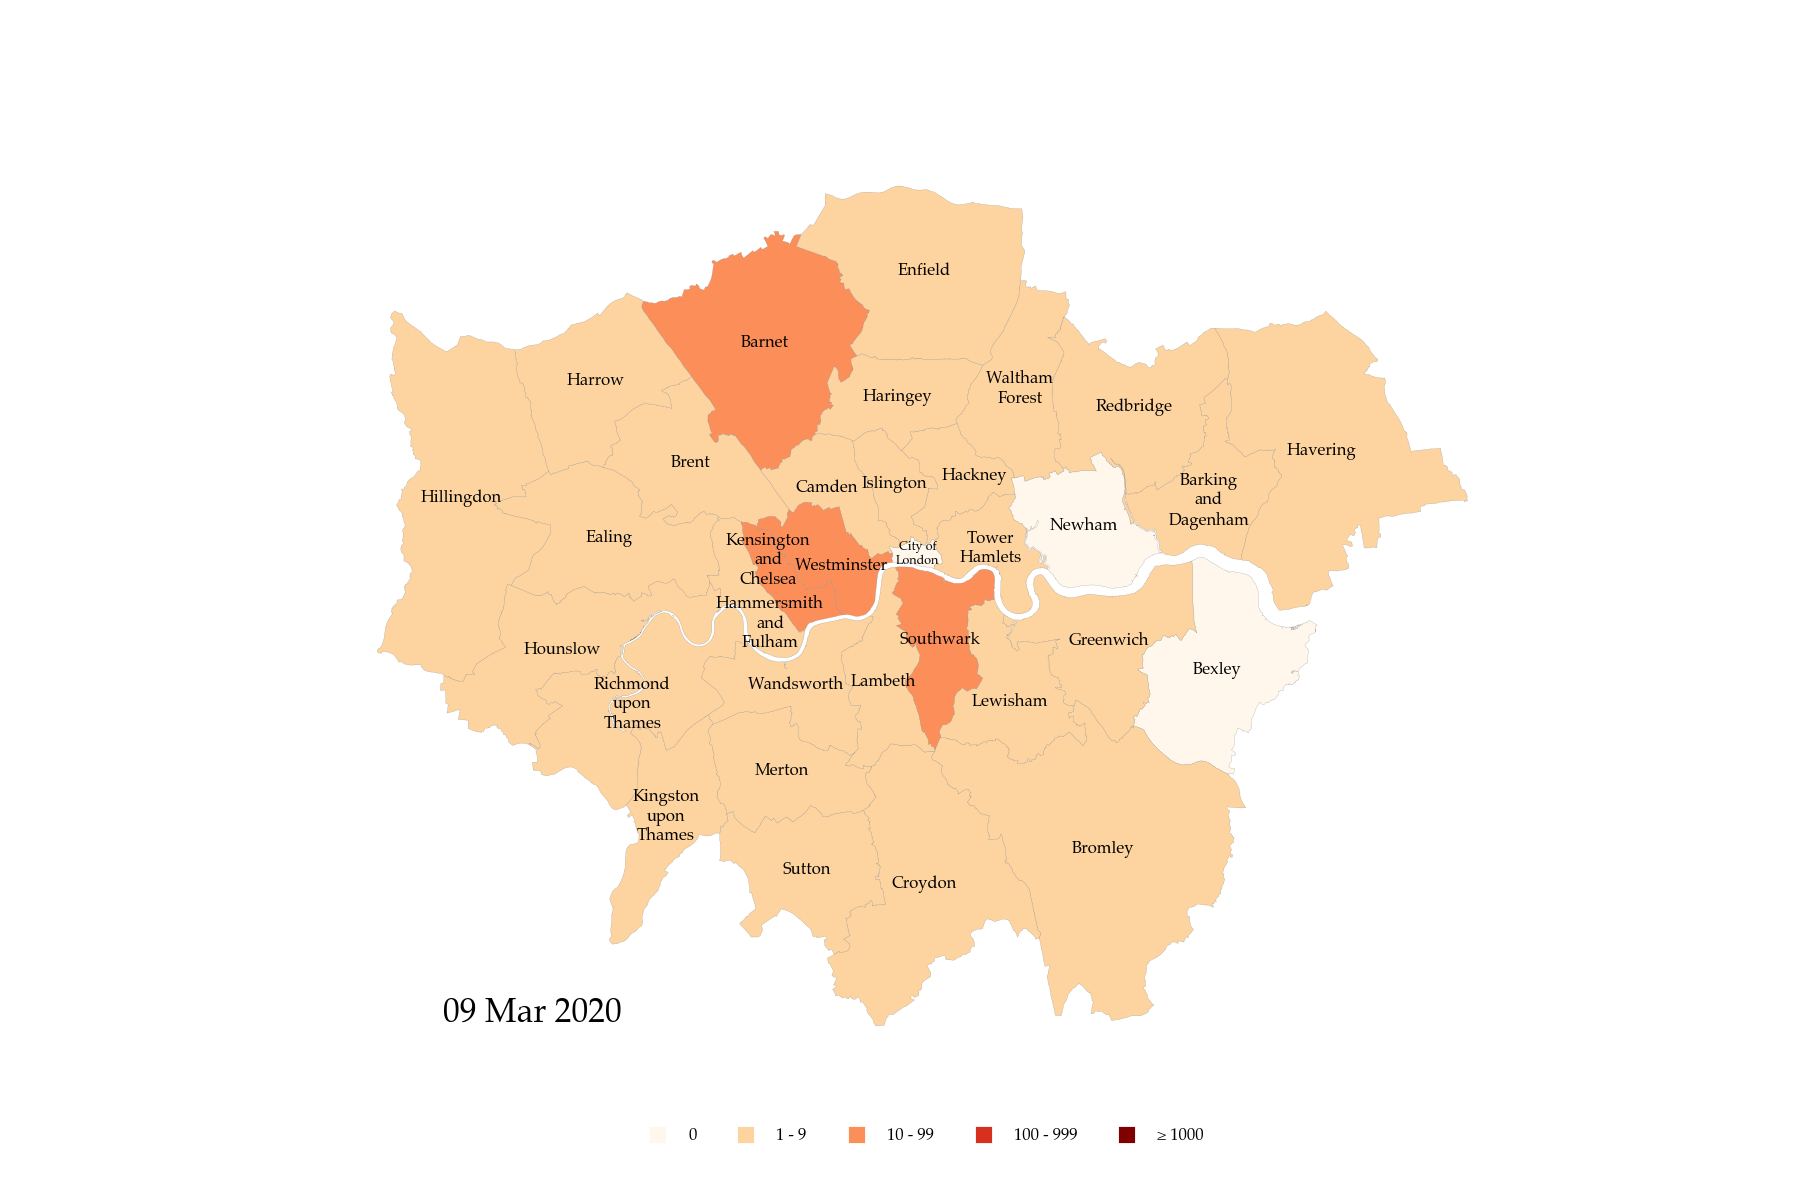 Enfield
Barnet
Harrow
Haringey
Waltham
Forest
Redbridge
Havering
Brent
Camden
Islington
Hackney
Barking
and
Dagenham
Hillingdon
Ealing
Newham
Kensington
and
Chelsea
Westminster
City of
London
Tower
Hamlets
Hammersmith
and
Fulham
Hounslow
Southwark
Greenwich
Bexley
Richmond
upon
Thames
Wandsworth
Lambeth
Lewisham
Merton
Kingston
upon
Thames
Sutton
Croydon
Bromley
09 Mar 2020
0 1 - 9 10 - 99 100 - 999 ≥ 1000